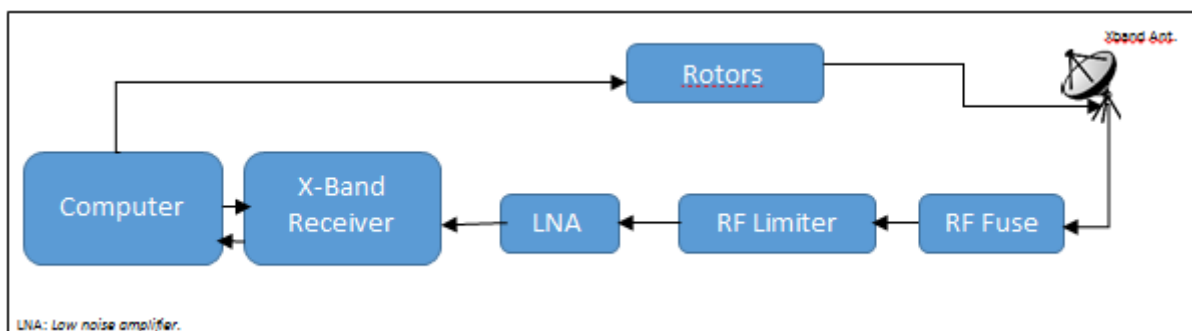 Xband Ant.
Rotors
Computer
X-Band
Receiver
LNA
RF Limiter
RF Fuse
LNA: Low noise amplifier.